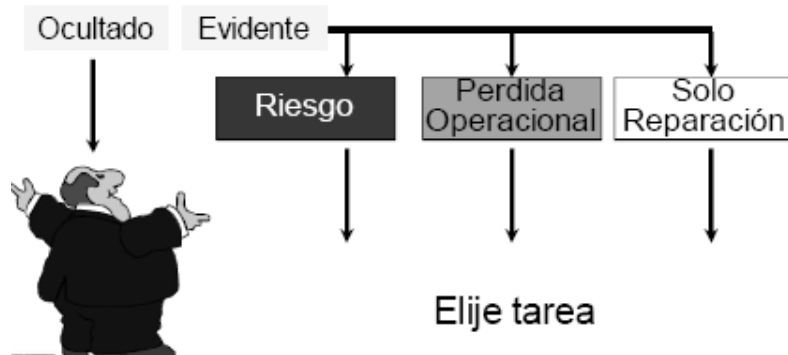 Ocultado
Evidente
Riesgo
Perdida
Operacional
Solo
Reparación
Elije tarea